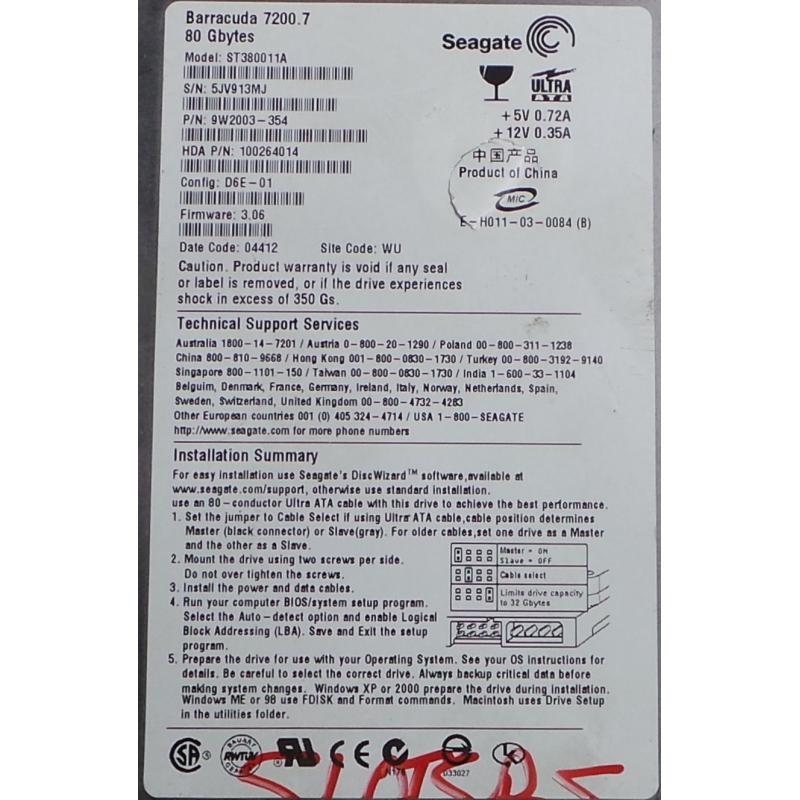 Barracuda 7200.7
80 Gbytes
Seagate
Model: ST380011A
S/N: 5JV913MJ
ULTRA
ATA
P/N: 9W2003-354
+5V 0.72A
+12V 0.35A
HDA P/N: 100264014
中国产品
Product of China
Config: D6E-01
MIC
Firmware: 3.06
E-H011-03-0084 (B)
Date Code: 04412 Site Code: WU
Caution. Product warranty is void if any seal
or label is removed, or if the drive experiences
shock in excess of 350 Gs.
Technical Support Services
Australia 1800-14-7201 / Austria 0-800-20-1290 / Poland 00-800-311-1238
China 800-810-9668 / Hong Kong 001-800-0830-1730 / Turkey 00-800-3192-9140
Singapore 800-1101-150 / Taiwan 00-800-0830-1730 / India 1-600-33-1104
Belguim, Denmark, France, Germany, Ireland, Italy, Norway, Netherlands, Spain,
Sweden, Switzerland, United Kingdom 00-800-4732-4283
Other European countries 001 (0) 405 324-4714 / USA 1-800-SEAGATE
http://www.seagate.com for more phone numbers
Installation Summary
For easy installation use Seagate's DiscWizard™ software,available at
www.seagate.com/support, otherwise use standard installation.
use an 80-conductor Ultra ATA cable with this drive to achieve the best performance.
1. Set the jumper to Cable Select if using Ultra ATA cable,cable position determines
Master (black connector) or Slave(gray). For older cables,set one drive as a Master
and the other as a Slave.
2. Mount the drive using two screws per side.
Do not over tighten the screws.
3. Install the power and data cables.
4. Run your computer BIOS/system setup program.
Select the Auto-detect option and enable Logical
Block Addressing (LBA). Save and Exit the setup
program.
Master = ON
Slave = OFF
Cable select
Limits drive capacity
to 32 Gbytes
5. Prepare the drive for use with your Operating System. See your OS instructions for
details. Be careful to select the correct drive. Always backup critical data before
making system changes. Windows XP or 2000 prepare the drive during installation.
Windows ME or 98 use FDISK and Format commands. Macintosh uses Drive Setup
in the utilities folder.
N176
D33027